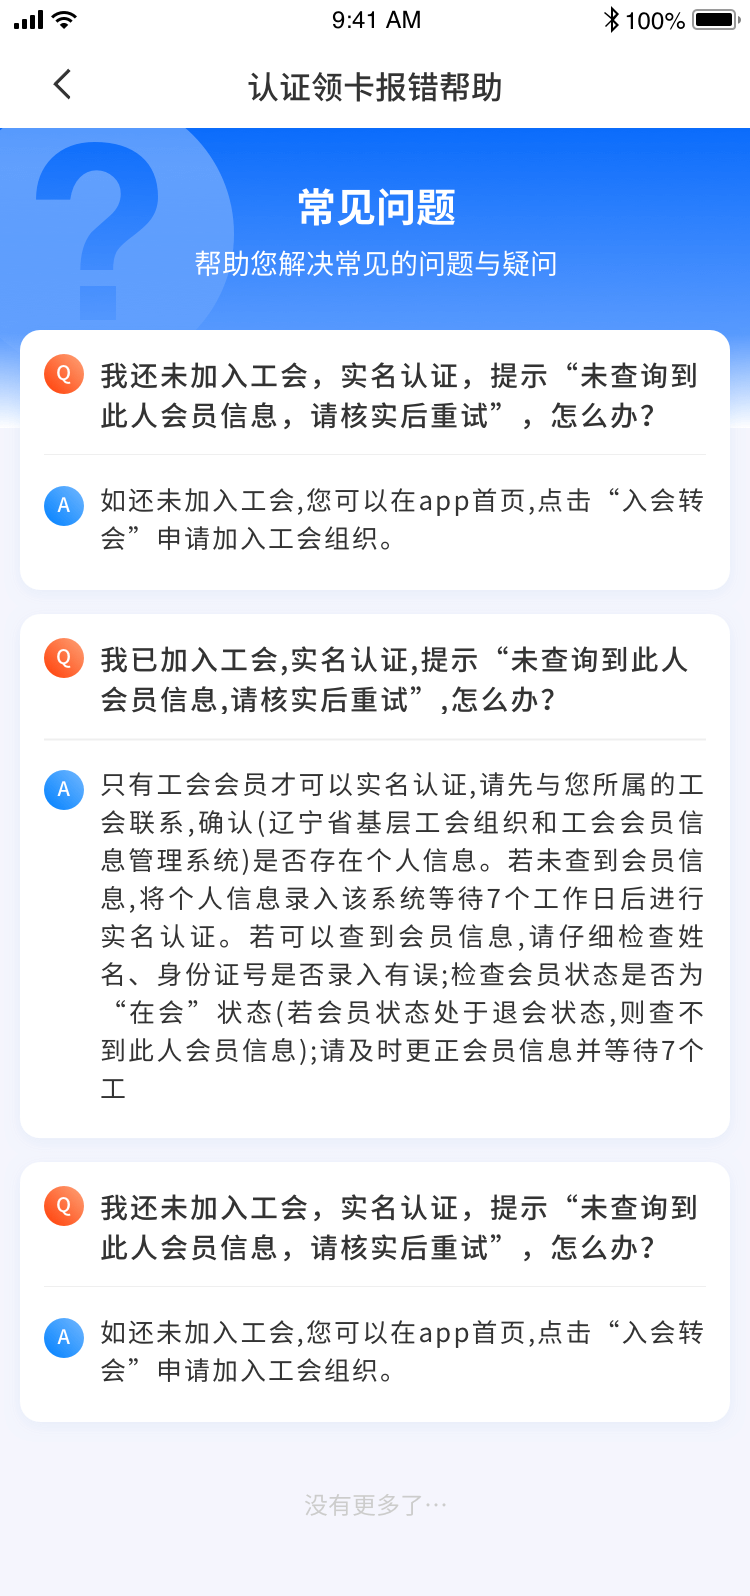 9:41 AM
100%
认证领卡报错帮助
?
常见问题
帮助您解决常见的问题与疑问
Q
我还未加入工会，实名认证，提示“未查询到
此人会员信息，请核实后重试”，怎么办?
A
如还未加入工会,您可以在app首页,点击“入会转
会”申请加入工会组织。
Q
我已加入工会,实名认证,提示“未查询到此人
会员信息,请核实后重试”,怎么办?
A
只有工会会员才可以实名认证,请先与您所属的工
会联系,确认(辽宁省基层工会组织和工会会员信
息管理系统)是否存在个人信息。若未查到会员信
息,将个人信息录入该系统等待7个工作日后进行
实名认证。若可以查到会员信息,请仔细检查姓
名、身份证号是否录入有误;检查会员状态是否为
“在会”状态(若会员状态处于退会状态,则查不
到此人会员信息);请及时更正会员信息并等待7个
工
Q
我还未加入工会，实名认证，提示“未查询到
此人会员信息，请核实后重试”，怎么办?
A
如还未加入工会,您可以在app首页,点击“入会转
会”申请加入工会组织。
没有更多了…